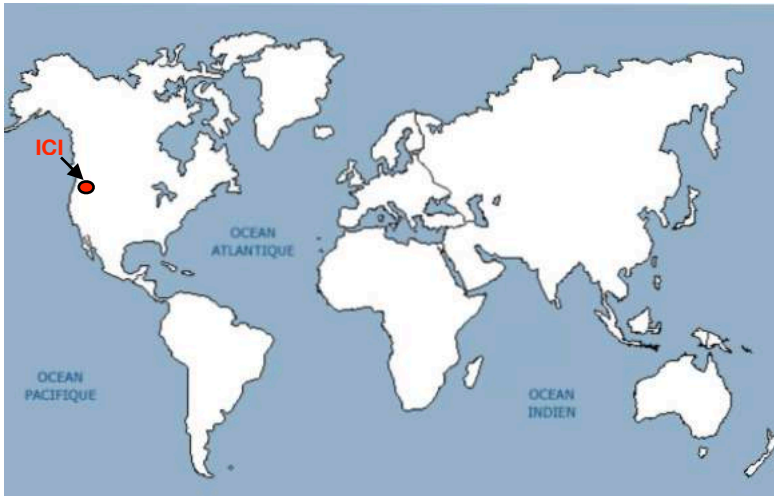 ICI
OCEAN
ATLANTIQUE
OCEAN
PACIFIQUE
OCEAN
INDIEN